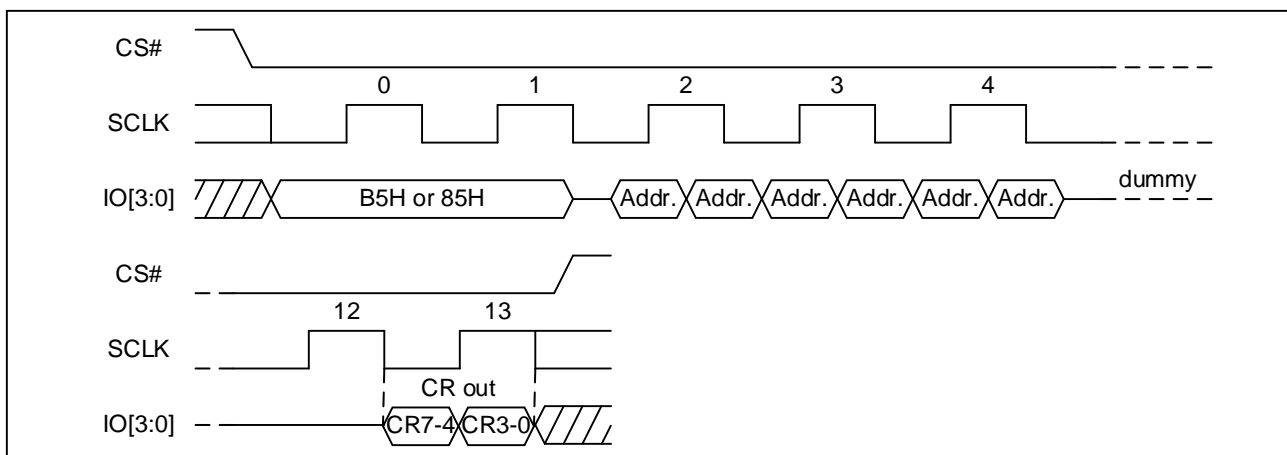 CS#
0 1 2 3 4
SCLK
IO[3:0] B5H or 85H Addr. Addr. Addr. Addr. Addr. Addr. dummy
CS#
12 13
SCLK
CR out
IO[3:0] CR7-4 CR3-0